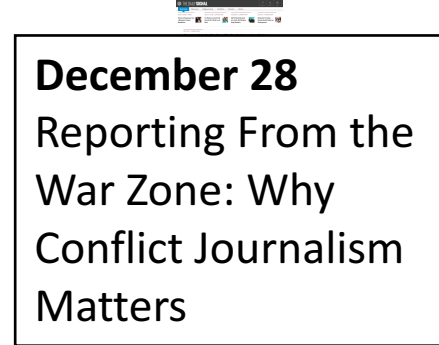 December 28
Reporting From the
War Zone: Why
Conflict Journalism
Matters